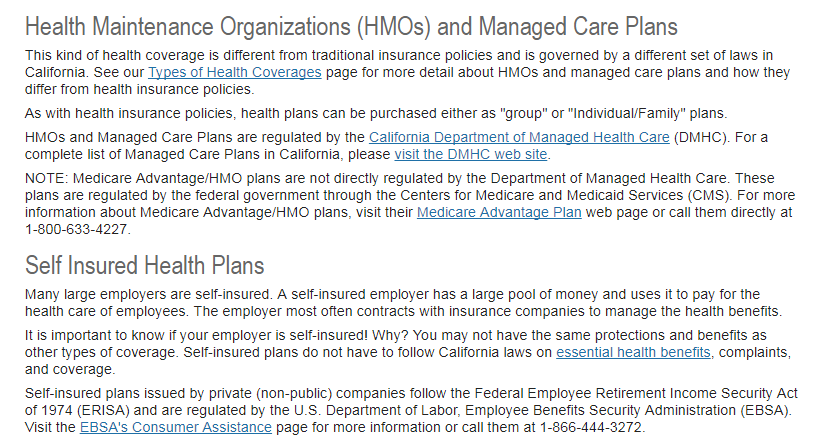 Health Maintenance Organizations (HMOs) and Managed Care Plans
This kind of health coverage is different from traditional insurance policies and is governed by a different set of laws in
California. See our Types of Health Coverages page for more detail about HMOs and managed care plans and how they
differ from health insurance policies.
As with health insurance policies, health plans can be purchased either as "group" or "Individual/Family" plans.
HMOs and Managed Care Plans are regulated by the California Department of Managed Health Care (DMHC). For a
complete list of Managed Care Plans in California, please visit the DMHC web site.
NOTE: Medicare Advantage/HMO plans are not directly regulated by the Department of Managed Health Care. These
plans are regulated by the federal government through the Centers for Medicare and Medicaid Services (CMS). For more
information about Medicare Advantage/HMO plans, visit their Medicare Advantage Plan web page or call them directly at
1-800-633-4227.
Self Insured Health Plans
Many large employers are self-insured. A self-insured employer has a large pool of money and uses it to pay for the
health care of employees. The employer most often contracts with insurance companies to manage the health benefits.
It is important to know if your employer is self-insured! Why? You may not have the same protections and benefits as
other types of coverage. Self-insured plans do not have to follow California laws on essential health benefits, complaints,
and coverage.
Self-insured plans issued by private (non-public) companies follow the Federal Employee Retirement Income Security Act
of 1974 (ERISA) and are regulated by the U.S. Department of Labor, Employee Benefits Security Administration (EBSA).
Visit the EBSA's Consumer Assistance page for more information or call them at 1-866-444-3272.